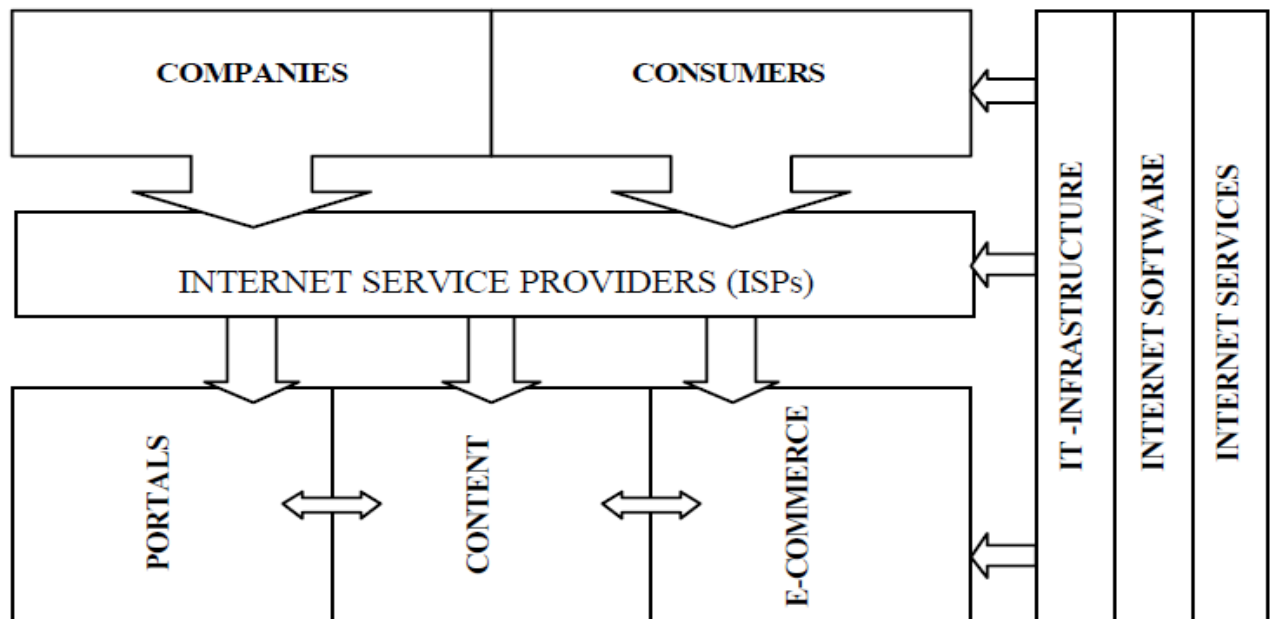 COMPANIES
CONSUMERS
INTERNET SERVICE PROVIDERS (ISPs)
PORTALS
CONTENT
E-COMMERCE
IT -INFRASTRUCTURE
INTERNET SOFTWARE
INTERNET SERVICES